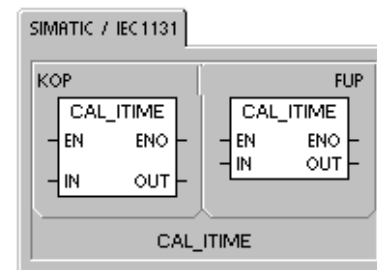 SIMATIC / IEC1131
KOP
FUP
CAL_ITIME
EN ENO
IN OUT
CAL_ITIME
EN ENO
IN OUT
CAL_ITIME